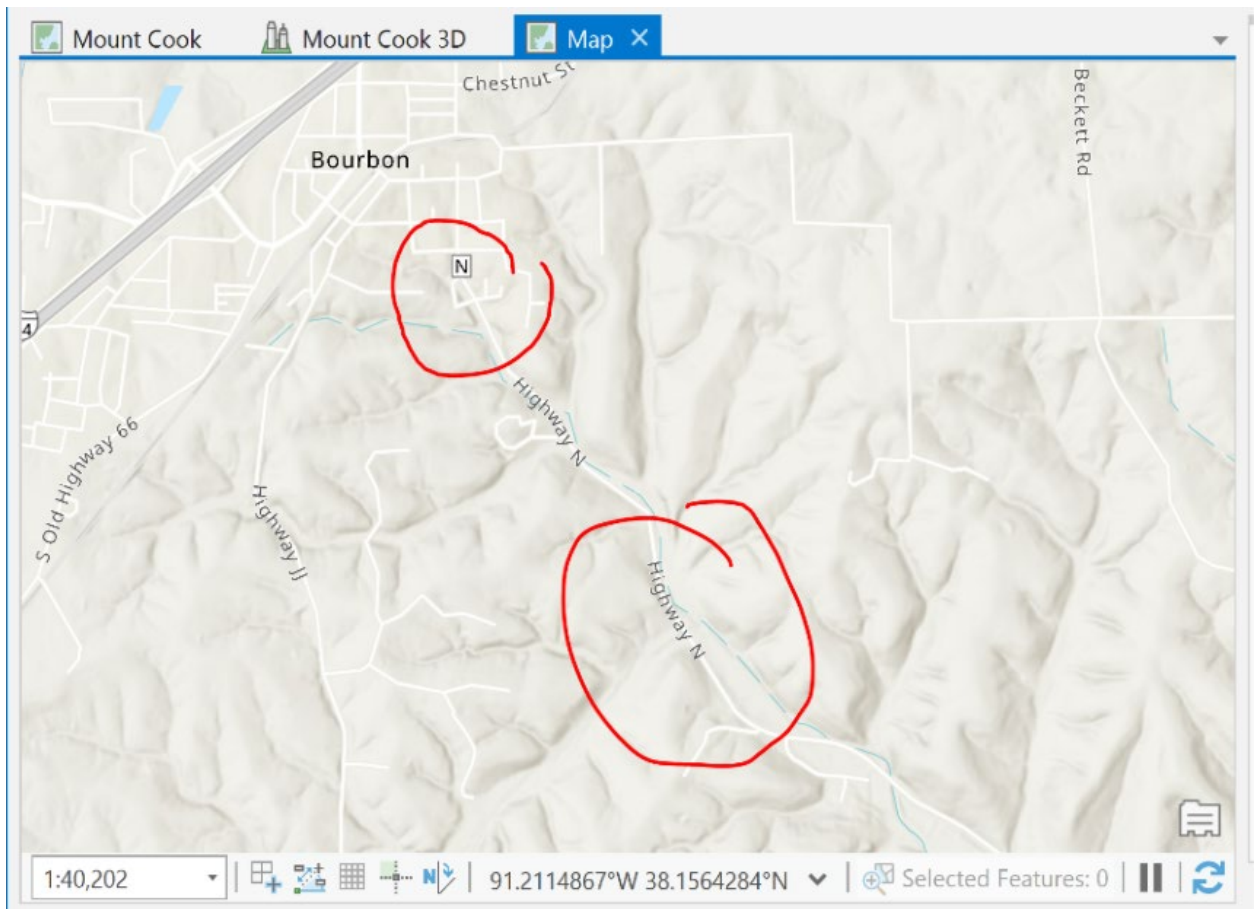 Mount Cook
Mount Cook 3D
Map
Chestnut St
Beckett Rd
Bourbon
N
4
Highway N
S Old Highway 66
Highway JJ
Highway N
1:40,202
N
91.2114867°W 38.1564284°N
Selected Features: 0